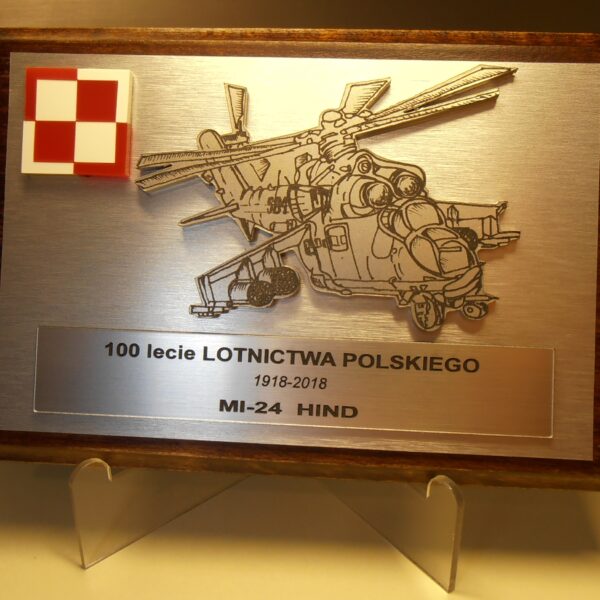 100 lecie LOTNICTWA POLSKIEGO
1918-2018
MI-24 HIND